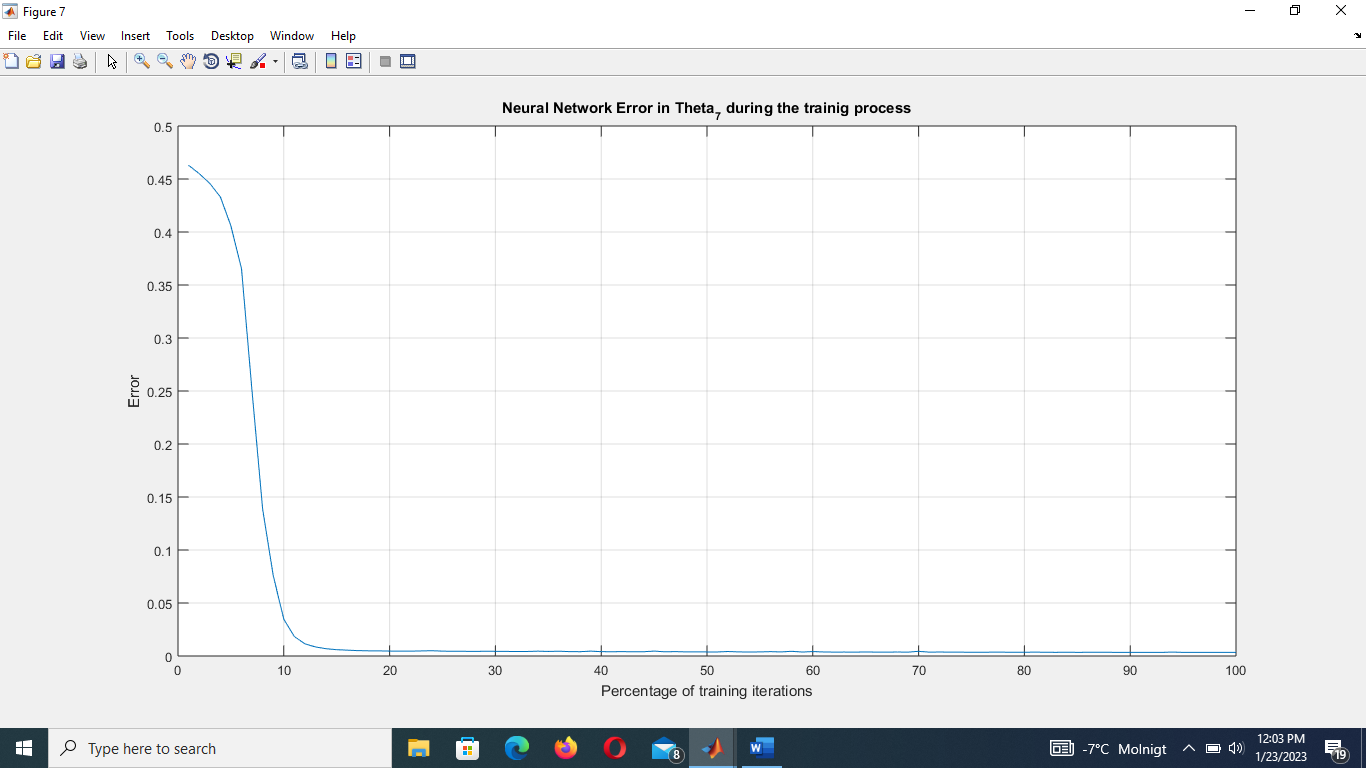 Figure 7
File Edit View Insert Tools Desktop Window Help
Neural Network Error in Theta7 during the trainig process
0.5
0.45
0.4
0.35
0.3
0.25
0.2
0.15
0.1
0.05
0
Error
0 10 20 30 40 50 60 70 80 90 100
Percentage of training iterations
Type here to search
8
-7°C Molnigt
12:03 PM
1/23/2023
19